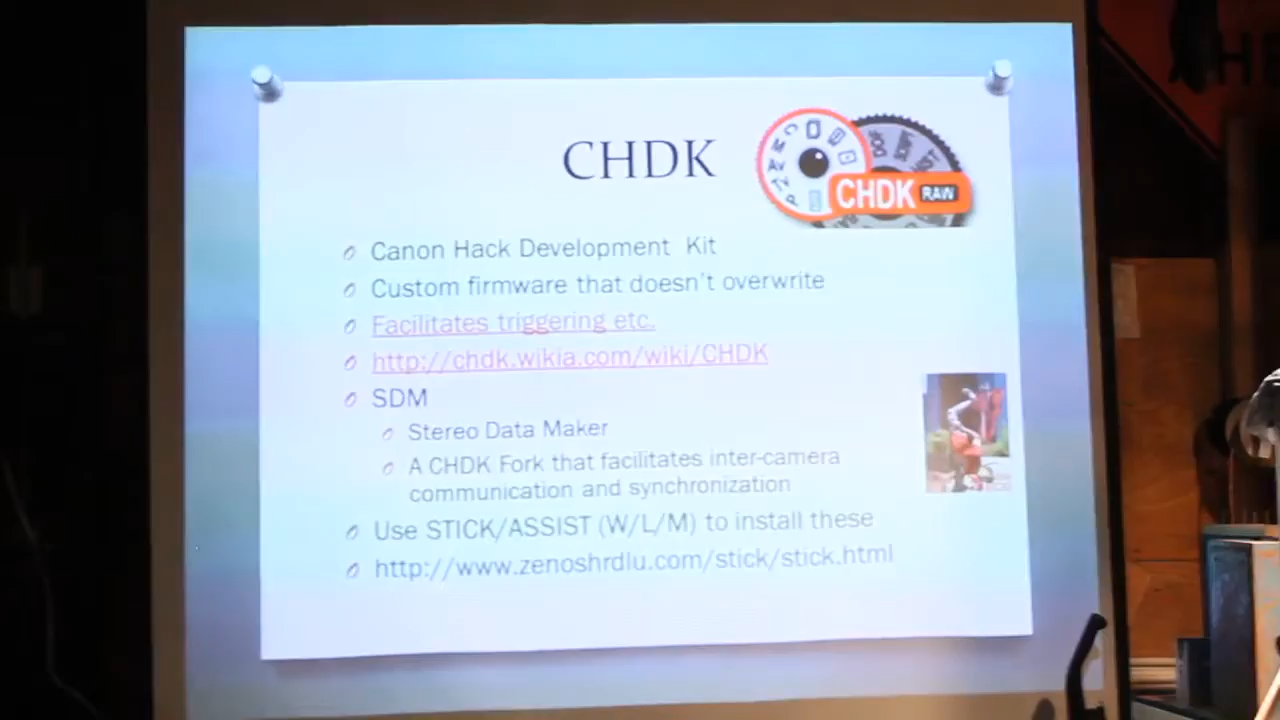 CHDK
CHDK RAW
Canon Hack Development Kit
Custom firmware that doesn't overwrite
Facilitates triggering etc.
http://chdk.wikia.com/wiki/CHDK
SDM
Stereo Data Maker
A CHDK Fork that facilitates inter-camera
communication and synchronization
Use STICK/ASSIST (W/L/M) to install these
http://www.zenoshrdlu.com/stick/stick.html